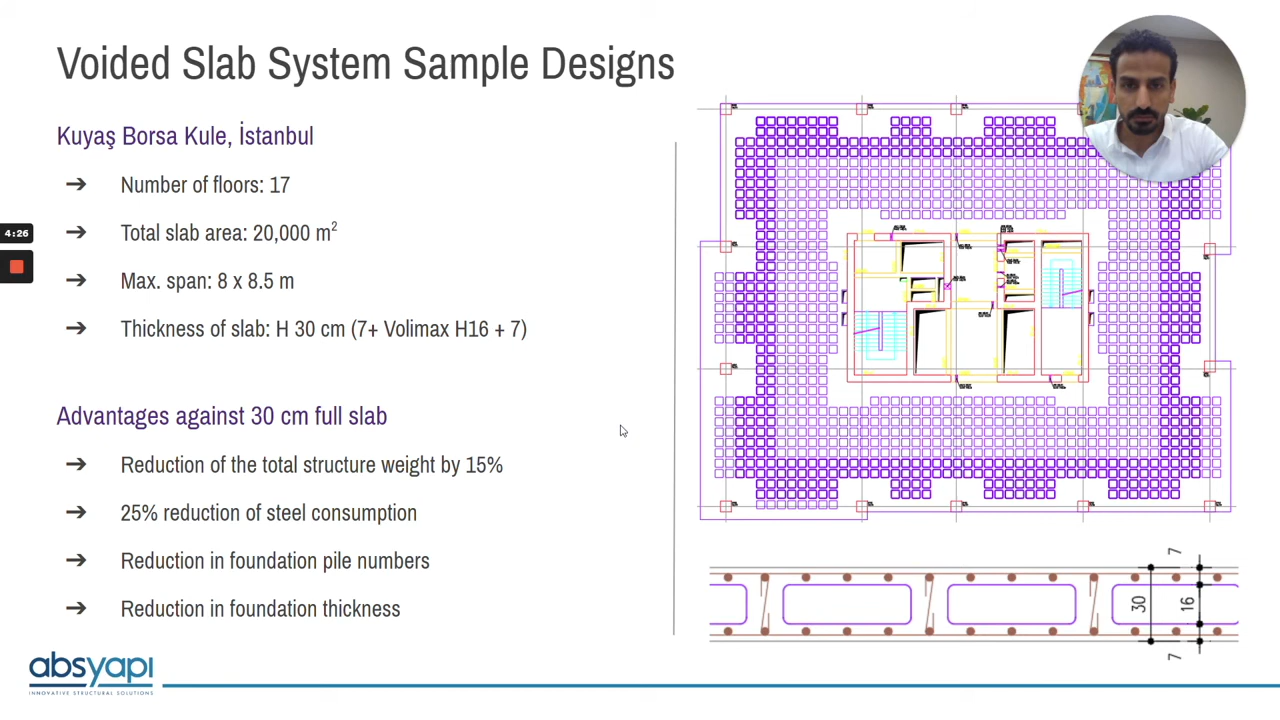 Voided Slab System Sample Designs
Kuyaş Borsa Kule, İstanbul
➔ Number of floors: 17
➔ Total slab area: 20,000 m²
➔ Max. span: 8 x 8.5 m
➔ Thickness of slab: H 30 cm (7+ Volimax H16 + 7)
4:26
Advantages against 30 cm full slab
➔ Reduction of the total structure weight by 15%
➔ 25% reduction of steel consumption
➔ Reduction in foundation pile numbers
➔ Reduction in foundation thickness
7
30
16
7
absyapı
INNOVATIVE STRUCTURAL SOLUTIONS